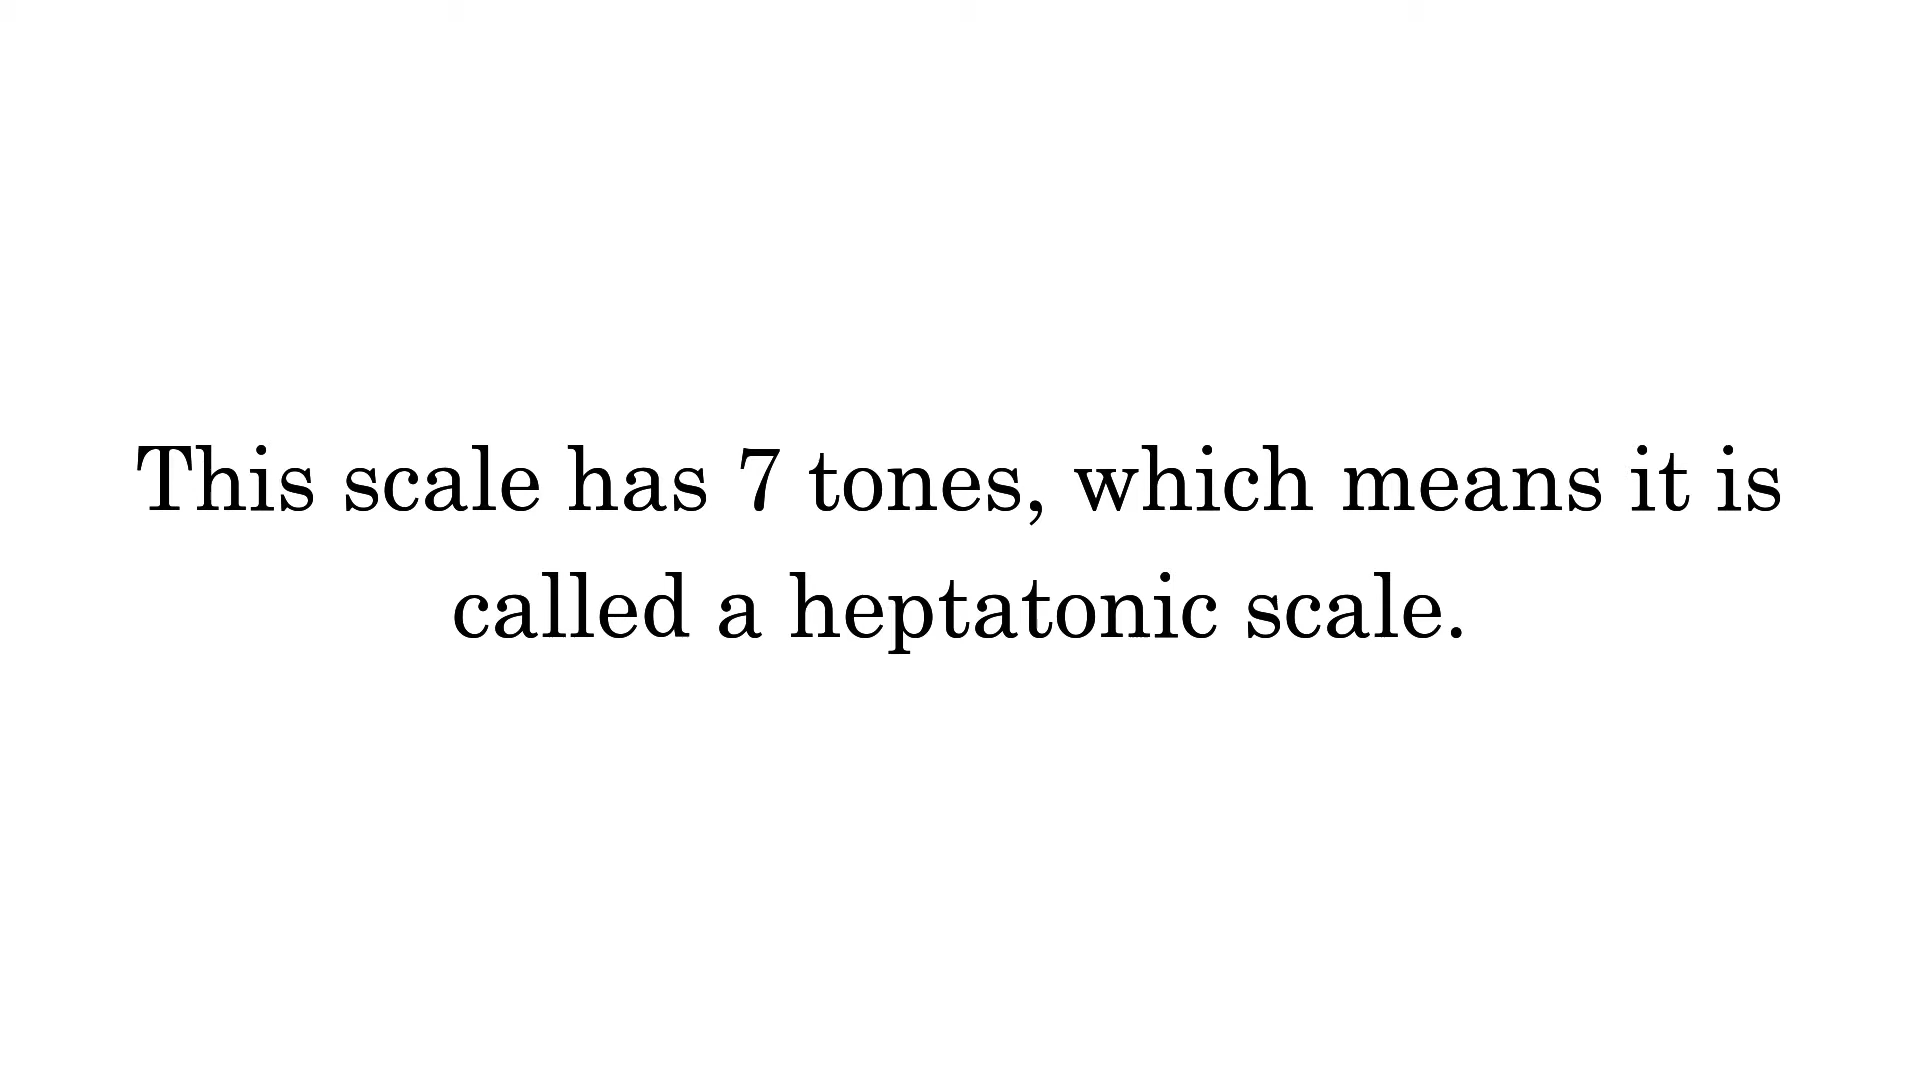 This scale has 7 tones, which means it is
called a heptatonic scale.